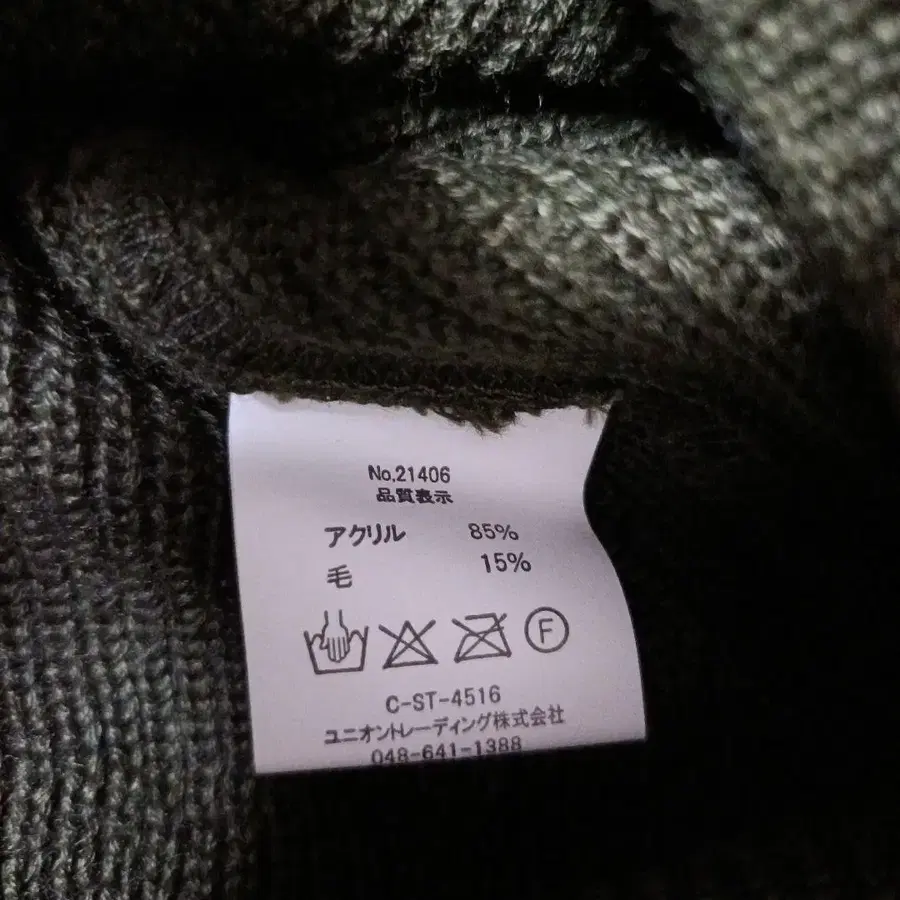 No.21406
品質表示
アクリル 85%
毛 15%
F
C-ST-4516
ユニオントレーディング株式会社
048-641-1388